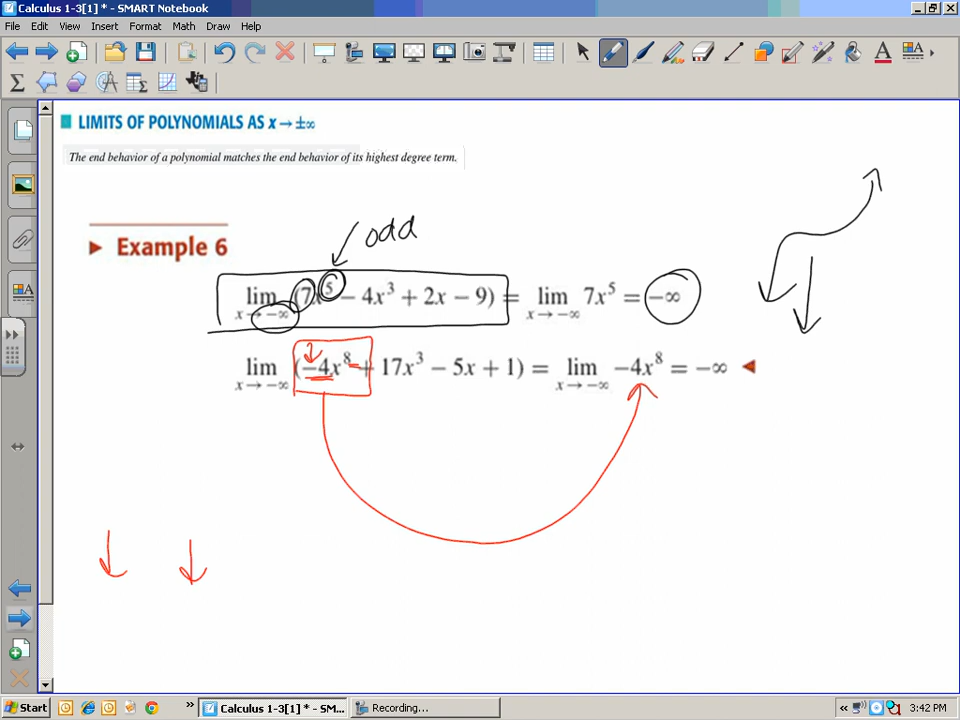 Calculus 1-3[1] * - SMART Notebook
File Edit View Insert Format Math Draw Help
LIMITS OF POLYNOMIALS AS x → ±∞
The end behavior of a polynomial matches the end behavior of its highest degree term.
odd
Example 6
lim x→−∞ (7x⁵ − 4x³ + 2x − 9) = lim x→−∞ 7x⁵ = −∞
lim x→−∞ (−4x⁸ + 17x³ − 5x + 1) = lim x→−∞ −4x⁸ = −∞
Start Calculus 1-3[1] * - SM... Recording... 3:42 PM